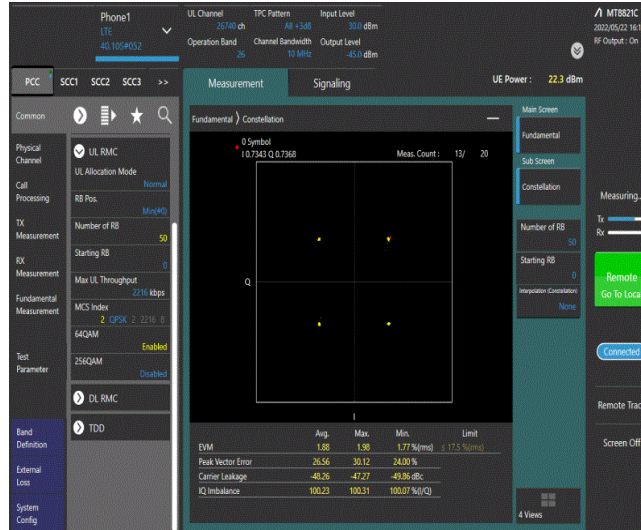 Phone1
LTE
40.105#052
UL Channel
26740 ch
TPC Pattern
All +3dB
Input Level
30.0 dBm
Operation Band
26
Channel Bandwidth
10 MHz
Output Level
-45.0 dBm
MT8821C
2022/05/22 16:1
RF Output : On
PCC SCC1 SCC2 SCC3 >>
Measurement Signaling
UE Power : 22.3 dBm
Common
Physical
Channel
Call
Processing
TX
Measurement
RX
Measurement
Fundamental
Measurement
Test
Parameter
Band
Definition
External
Loss
System
Config
UL RMC
UL Allocation Mode
Normal
RB Pos.
Min(#0)
Number of RB
50
Starting RB
0
Max UL Throughput
2216 kbps
MCS Index
2 QPSK 2 2216 8
64QAM
Enabled
256QAM
Disabled
DL RMC
TDD
Fundamental ⟩ Constellation
0 Symbol
I 0.7343 Q 0.7368
Meas. Count : 13/ 20
Q
I
Avg. Max. Min. Limit
EVM 1.88 1.98 1.77 %(rms) ≤ 17.5 %(rms)
Peak Vector Error 26.56 30.12 24.00 %
Carrier Leakage -48.26 -47.27 -49.86 dBc
IQ Imbalance 100.23 100.31 100.07 %(I/Q)
Main Screen
Fundamental
Sub Screen
Constellation
Number of RB
50
Starting RB
0
Interpolation (Constellation)
None
4 Views
Measuring..
Tx
Rx
Remote
Go To Loca
Connected
Remote Trac
Screen Off